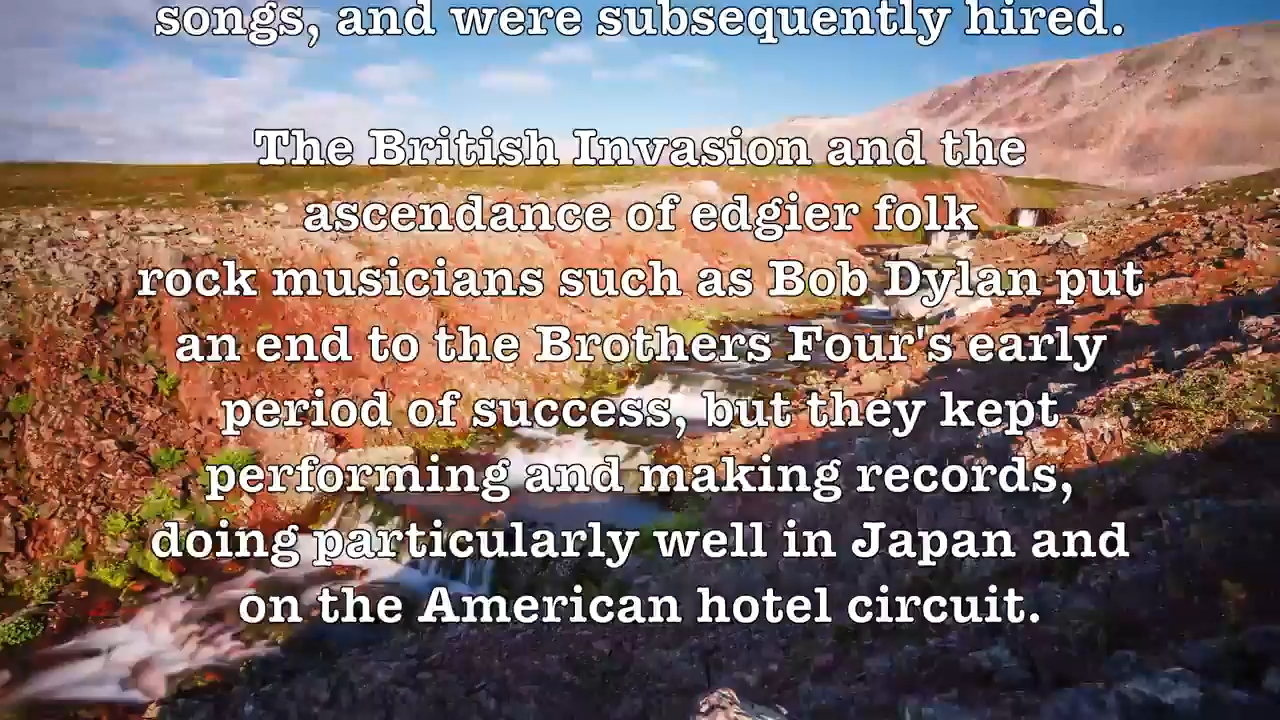 songs, and were subsequently hired.
The British Invasion and the
ascendance of edgier folk
rock musicians such as Bob Dylan put
an end to the Brothers Four's early
period of success, but they kept
performing and making records,
doing particularly well in Japan and
on the American hotel circuit.